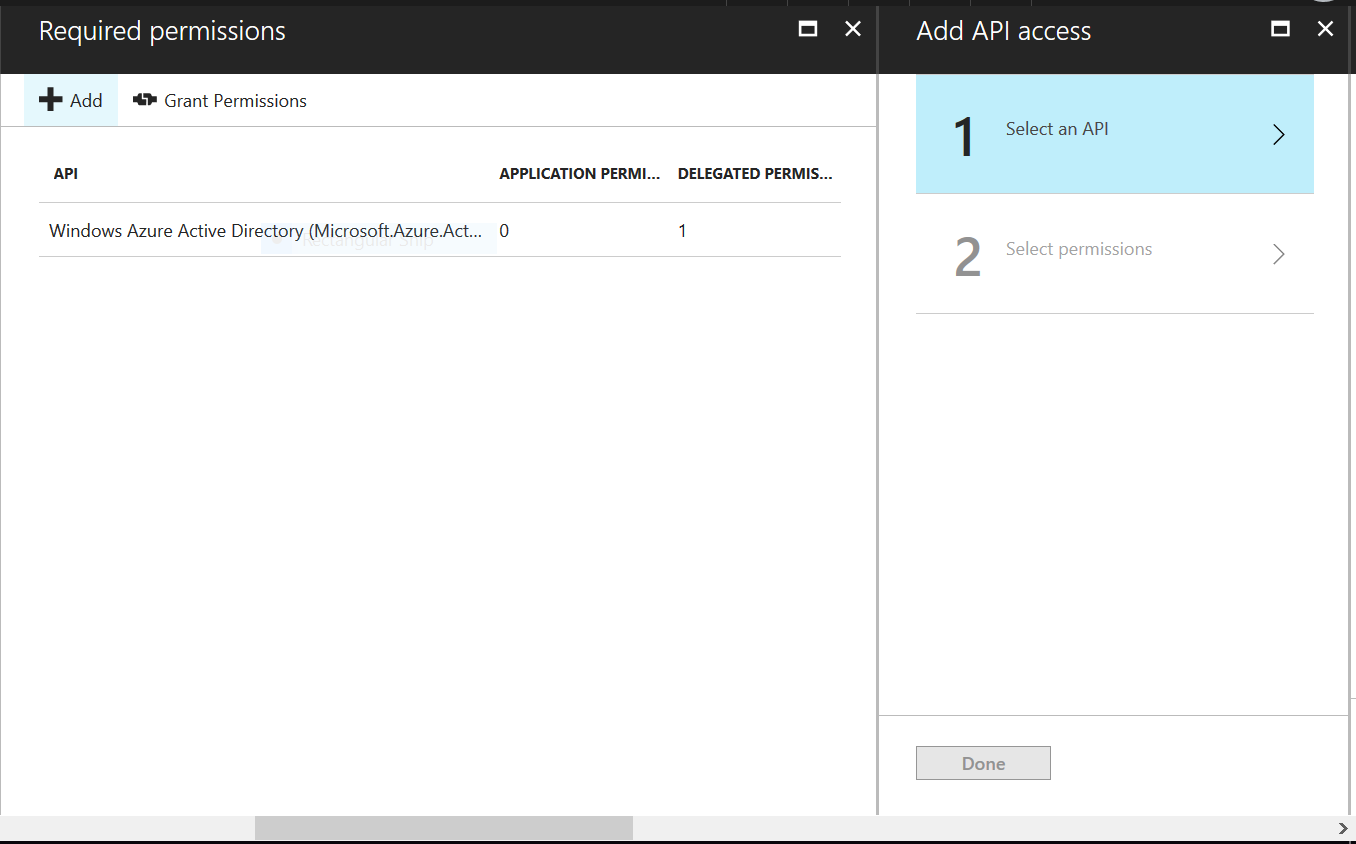 Required permissions
Add
Grant Permissions
API
APPLICATION PERMI...
DELEGATED PERMIS...
Windows Azure Active Directory (Microsoft.Azure.Act...
0
1
Rectangular Snip
Add API access
1
Select an API
2
Select permissions
Done